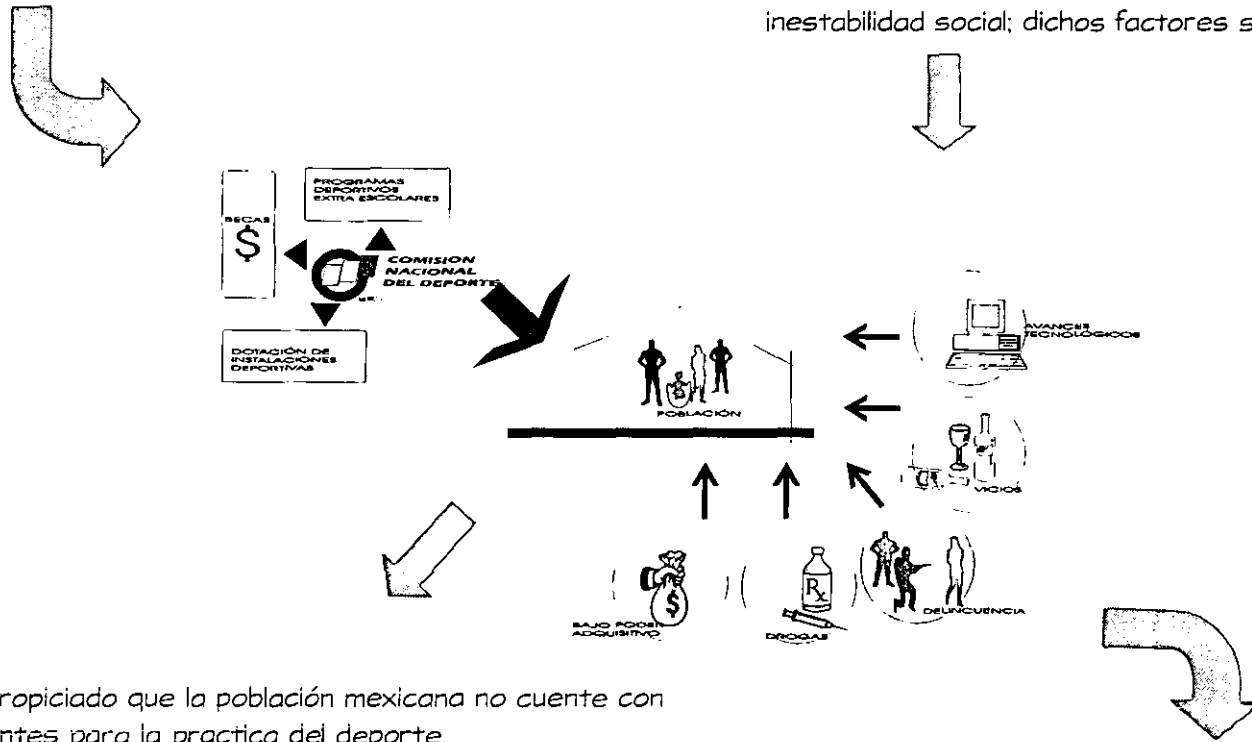 inestabilidad social; dichos factores s
PROGRAMAS
DEPORTIVOS
EXTRA ESCOLARES
BECAS
$
COMISION
NACIONAL
DEL DEPORTE
DOTACIÓN DE
INSTALACIONES
DEPORTIVAS
POBLACIÓN
AVANCES
TECNOLÓGICOS
VICIOS
DELINCUENCIA
$
BAJO PODER
ADQUISITIVO
Rx
DROGAS
ropiciado que la población mexicana no cuente con
ntes para la practica del deporte.